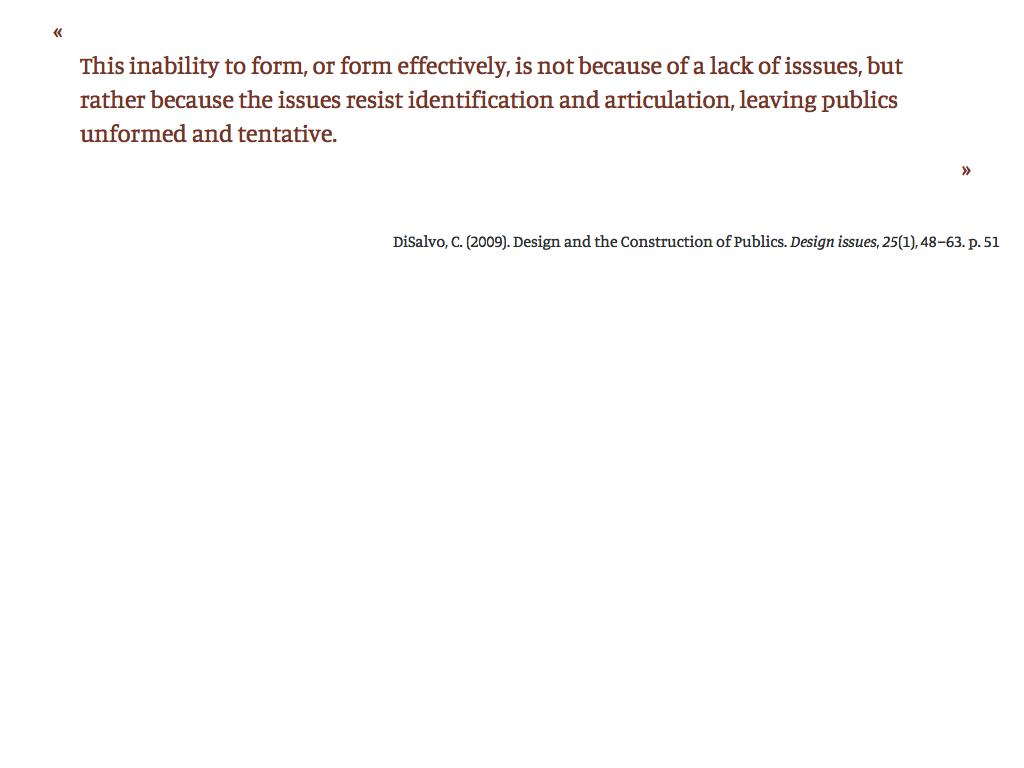 «
This inability to form, or form effectively, is not because of a lack of isssues, but
rather because the issues resist identification and articulation, leaving publics
unformed and tentative.
»
DiSalvo, C. (2009). Design and the Construction of Publics. Design issues, 25(1), 48–63. p. 51